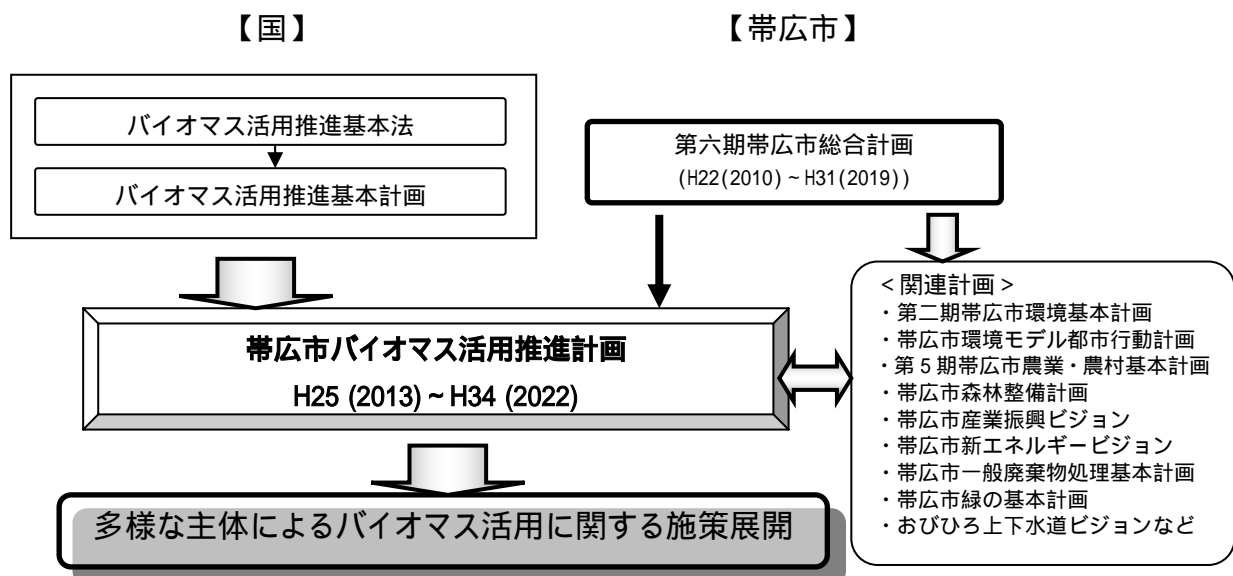 【国】
【帯広市】
バイオマス活用推進基本法
バイオマス活用推進基本計画
第六期帯広市総合計画
(H22(2010)～H31(2019))
帯広市バイオマス活用推進計画
H25 (2013)～H34 (2022)
＜関連計画＞
・第二期帯広市環境基本計画
・帯広市環境モデル都市行動計画
・第５期帯広市農業・農村基本計画
・帯広市森林整備計画
・帯広市産業振興ビジョン
・帯広市新エネルギービジョン
・帯広市一般廃棄物処理基本計画
・帯広市緑の基本計画
・おびひろ上下水道ビジョンなど
多様な主体によるバイオマス活用に関する施策展開